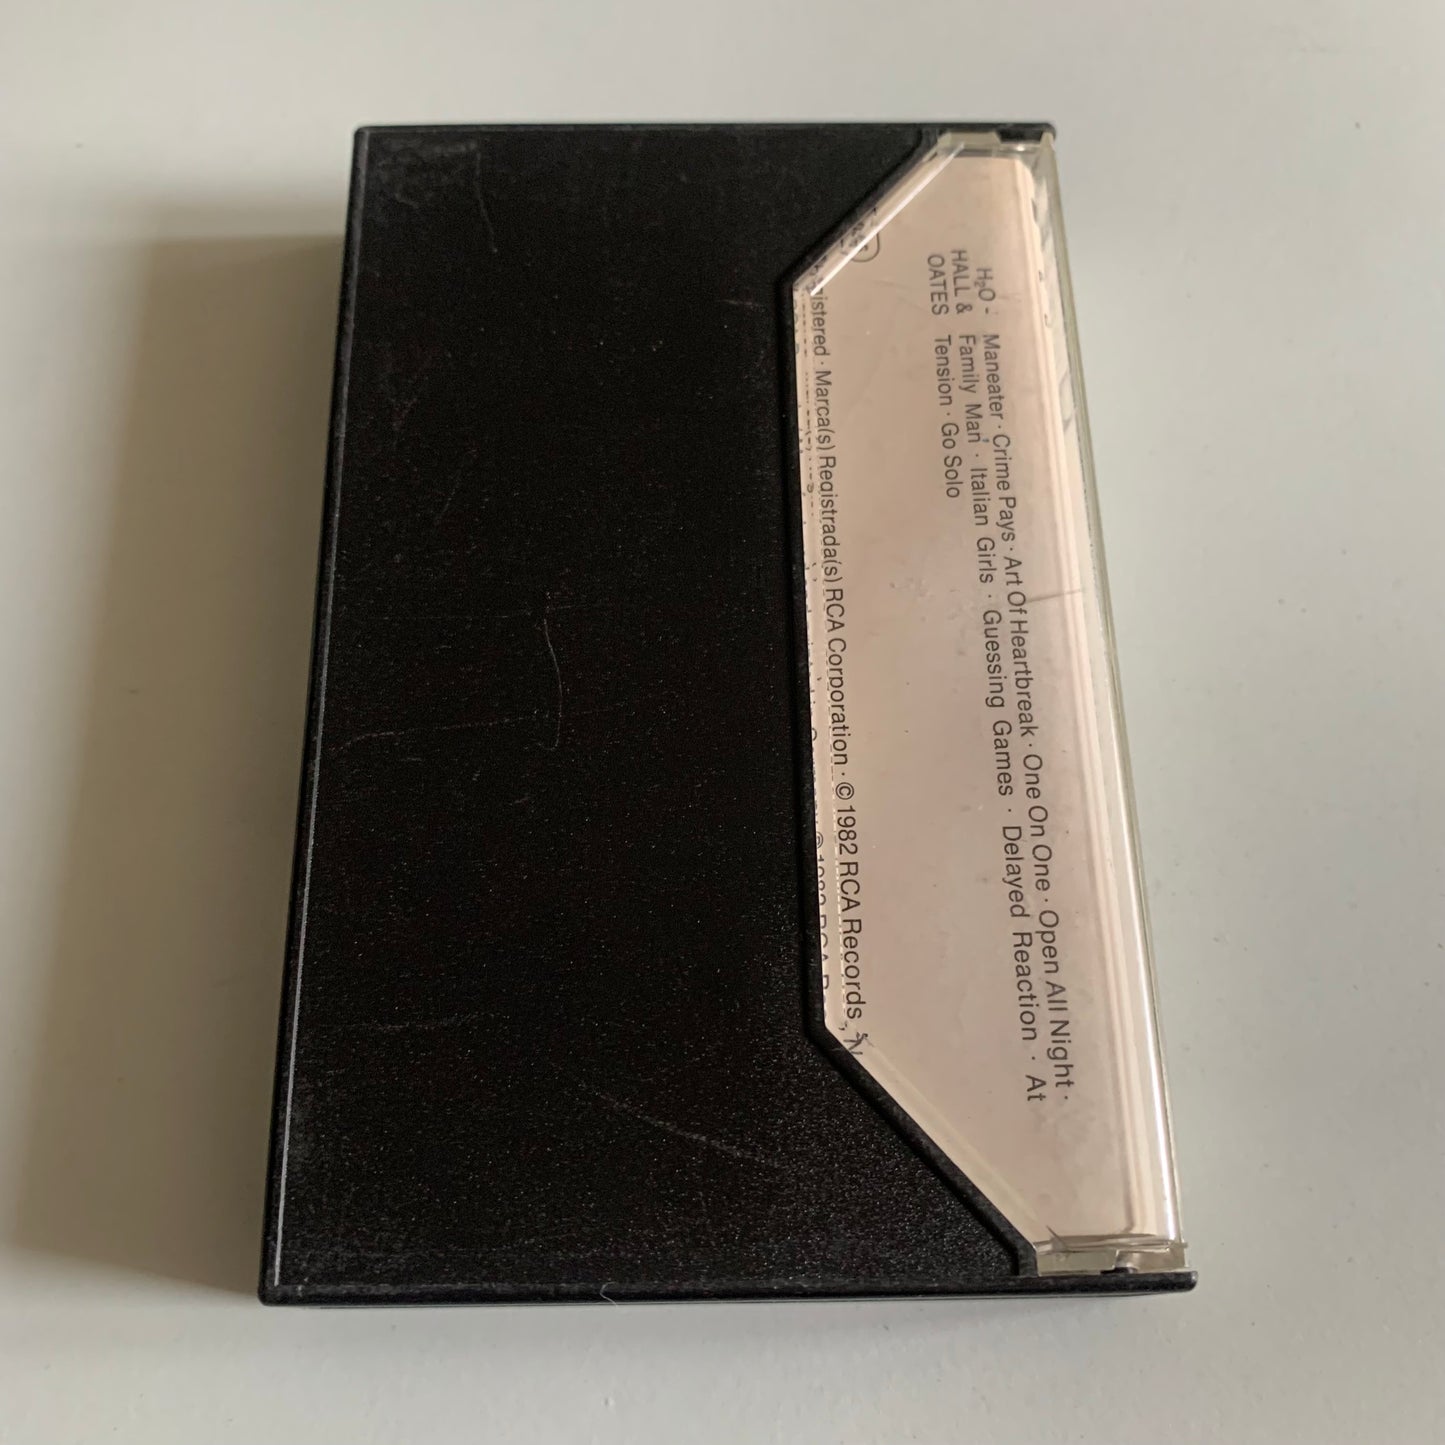 H₂O - Maneater · Crime Pays · Art Of Heartbreak · One On One · Open All Night ·
HALL & Family Man · Italian Girls · Guessing Games · Delayed Reaction · At
OATES Tension · Go Solo
Marca(s) Registrada(s) RCA Corporation · © 1982 RCA Records,